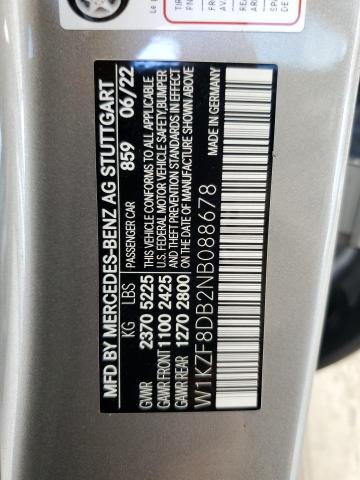 MFD BY MERCEDES-BENZ AG STUTTGART
PASSENGER CAR 859 06/22
KG LBS
GVWR 2370 5225
GAWR FRONT 1100 2425
GAWR REAR 1270 2800
THIS VEHICLE CONFORMS TO ALL APPLICABLE
U.S. FEDERAL MOTOR VEHICLE SAFETY, BUMPER
AND THEFT PREVENTION STANDARDS IN EFFECT
ON THE DATE OF MANUFACTURE SHOWN ABOVE
MADE IN GERMANY
W1KZF8DB2NB088678